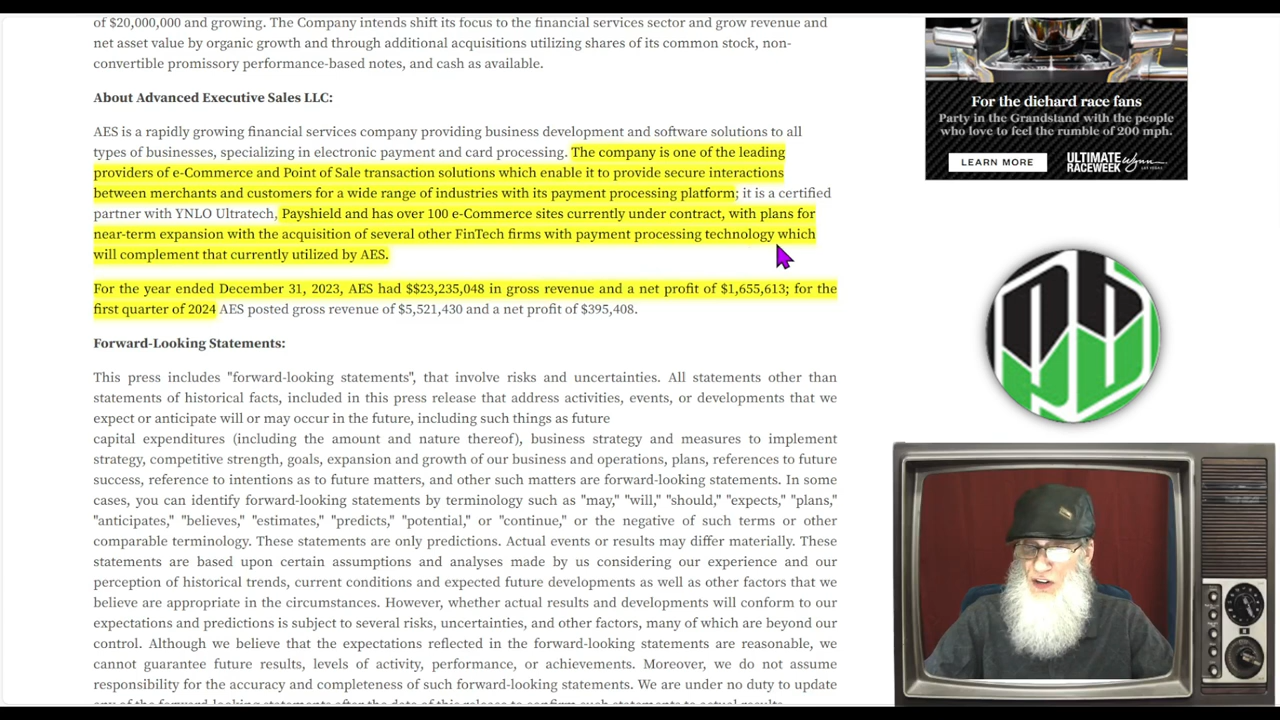 of $20,000,000 and growing. The Company intends shift its focus to the financial services sector and grow revenue and
net asset value by organic growth and through additional acquisitions utilizing shares of its common stock, non-
convertible promissory performance-based notes, and cash as available.
About Advanced Executive Sales LLC:
AES is a rapidly growing financial services company providing business development and software solutions to all
types of businesses, specializing in electronic payment and card processing. The company is one of the leading
providers of e-Commerce and Point of Sale transaction solutions which enable it to provide secure interactions
between merchants and customers for a wide range of industries with its payment processing platform; it is a certified
partner with YNLO Ultratech, Payshield and has over 100 e-Commerce sites currently under contract, with plans for
near-term expansion with the acquisition of several other FinTech firms with payment processing technology which
will complement that currently utilized by AES.
For the year ended December 31, 2023, AES had $$23,235,048 in gross revenue and a net profit of $1,655,613; for the
first quarter of 2024 AES posted gross revenue of $5,521,430 and a net profit of $395,408.
Forward-Looking Statements:
This press includes "forward-looking statements", that involve risks and uncertainties. All statements other than
statements of historical facts, included in this press release that address activities, events, or developments that we
expect or anticipate will or may occur in the future, including such things as future
capital expenditures (including the amount and nature thereof), business strategy and measures to implement
strategy, competitive strength, goals, expansion and growth of our business and operations, plans, references to future
success, reference to intentions as to future matters, and other such matters are forward-looking statements. In some
cases, you can identify forward-looking statements by terminology such as "may," "will," "should," "expects," "plans,"
"anticipates," "believes," "estimates," "predicts," "potential," or "continue," or the negative of such terms or other
comparable terminology. These statements are only predictions. Actual events or results may differ materially. These
statements are based upon certain assumptions and analyses made by us considering our experience and our
perception of historical trends, current conditions and expected future developments as well as other factors that we
believe are appropriate in the circumstances. However, whether actual results and developments will conform to our
expectations and predictions is subject to several risks, uncertainties, and other factors, many of which are beyond our
control. Although we believe that the expectations reflected in the forward-looking statements are reasonable, we
cannot guarantee future results, levels of activity, performance, or achievements. Moreover, we do not assume
responsibility for the accuracy and completeness of such forward-looking statements. We are under no duty to update
For the diehard race fans
Party in the Grandstand with the people
who love to feel the rumble of 200 mph.
LEARN MORE
ULTIMATE
RACEWEEK
Wynn
LAS VEGAS